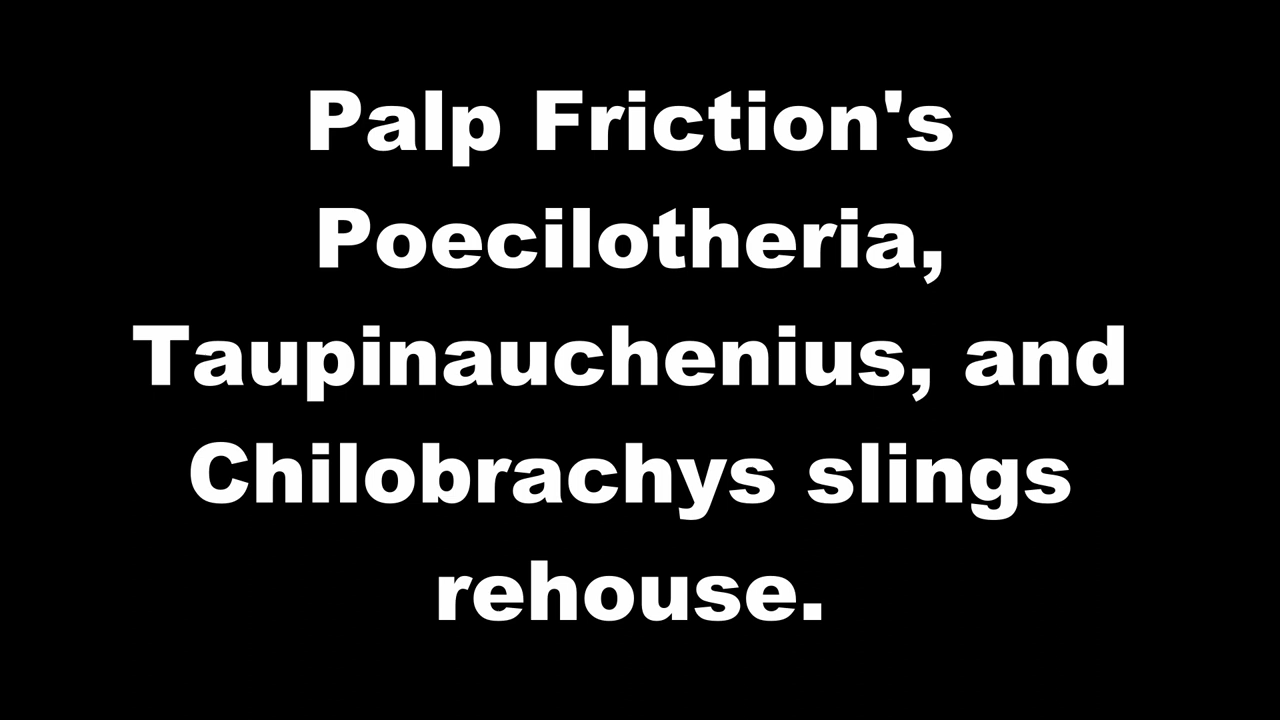 Palp Friction's
Poecilotheria,
Taupinauchenius, and
Chilobrachys slings
rehouse.